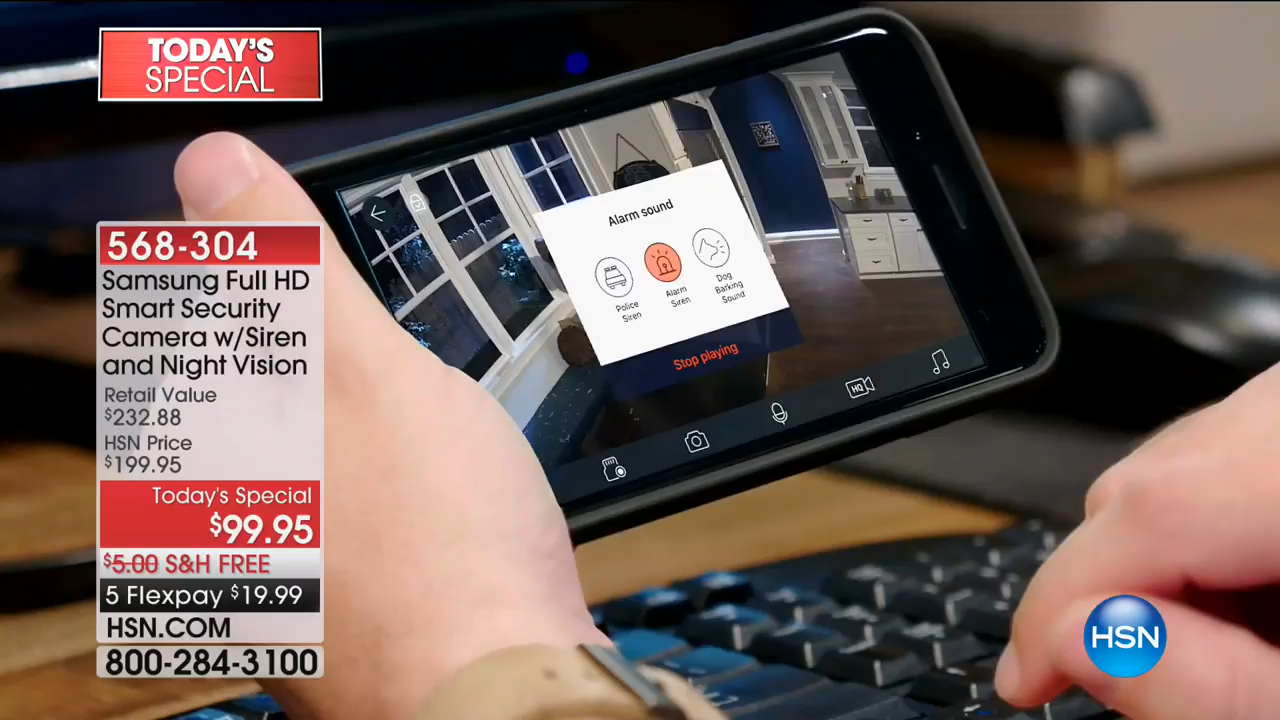 TODAY'S
SPECIAL
568-304
Samsung Full HD
Smart Security
Camera w/Siren
and Night Vision
Retail Value
$232.88
HSN Price
$199.95
Today's Special
$99.95
$5.00 S&H FREE
5 Flexpay $19.99
HSN.COM
800-284-3100
Alarm sound
Police
Siren
Alarm
Siren
Dog
Barking
Sound
Stop playing
HQ
HSN